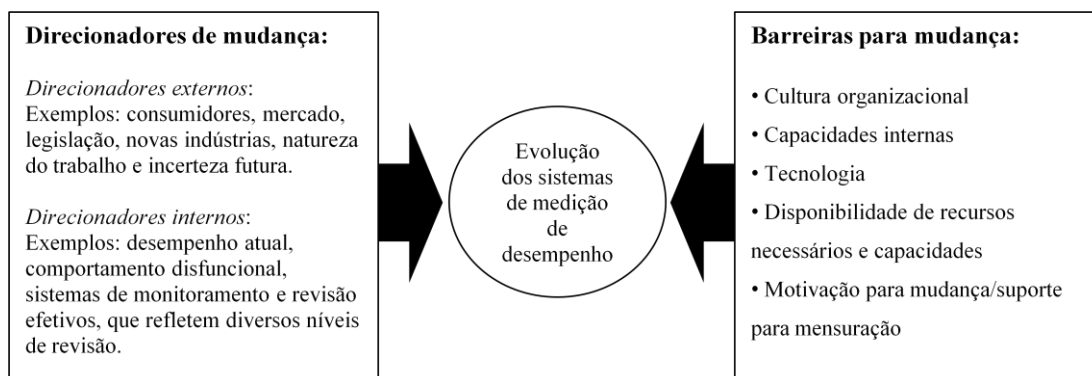 Direcionadores de mudança:
Direcionadores externos:
Exemplos: consumidores, mercado,
legislação, novas indústrias, natureza
do trabalho e incerteza futura.
Direcionadores internos:
Exemplos: desempenho atual,
comportamento disfuncional,
sistemas de monitoramento e revisão
efetivos, que refletem diversos níveis
de revisão.
Evolução
dos sistemas
de medição
de
desempenho
Barreiras para mudança:
• Cultura organizacional
• Capacidades internas
• Tecnologia
• Disponibilidade de recursos
necessários e capacidades
• Motivação para mudança/suporte
para mensuração